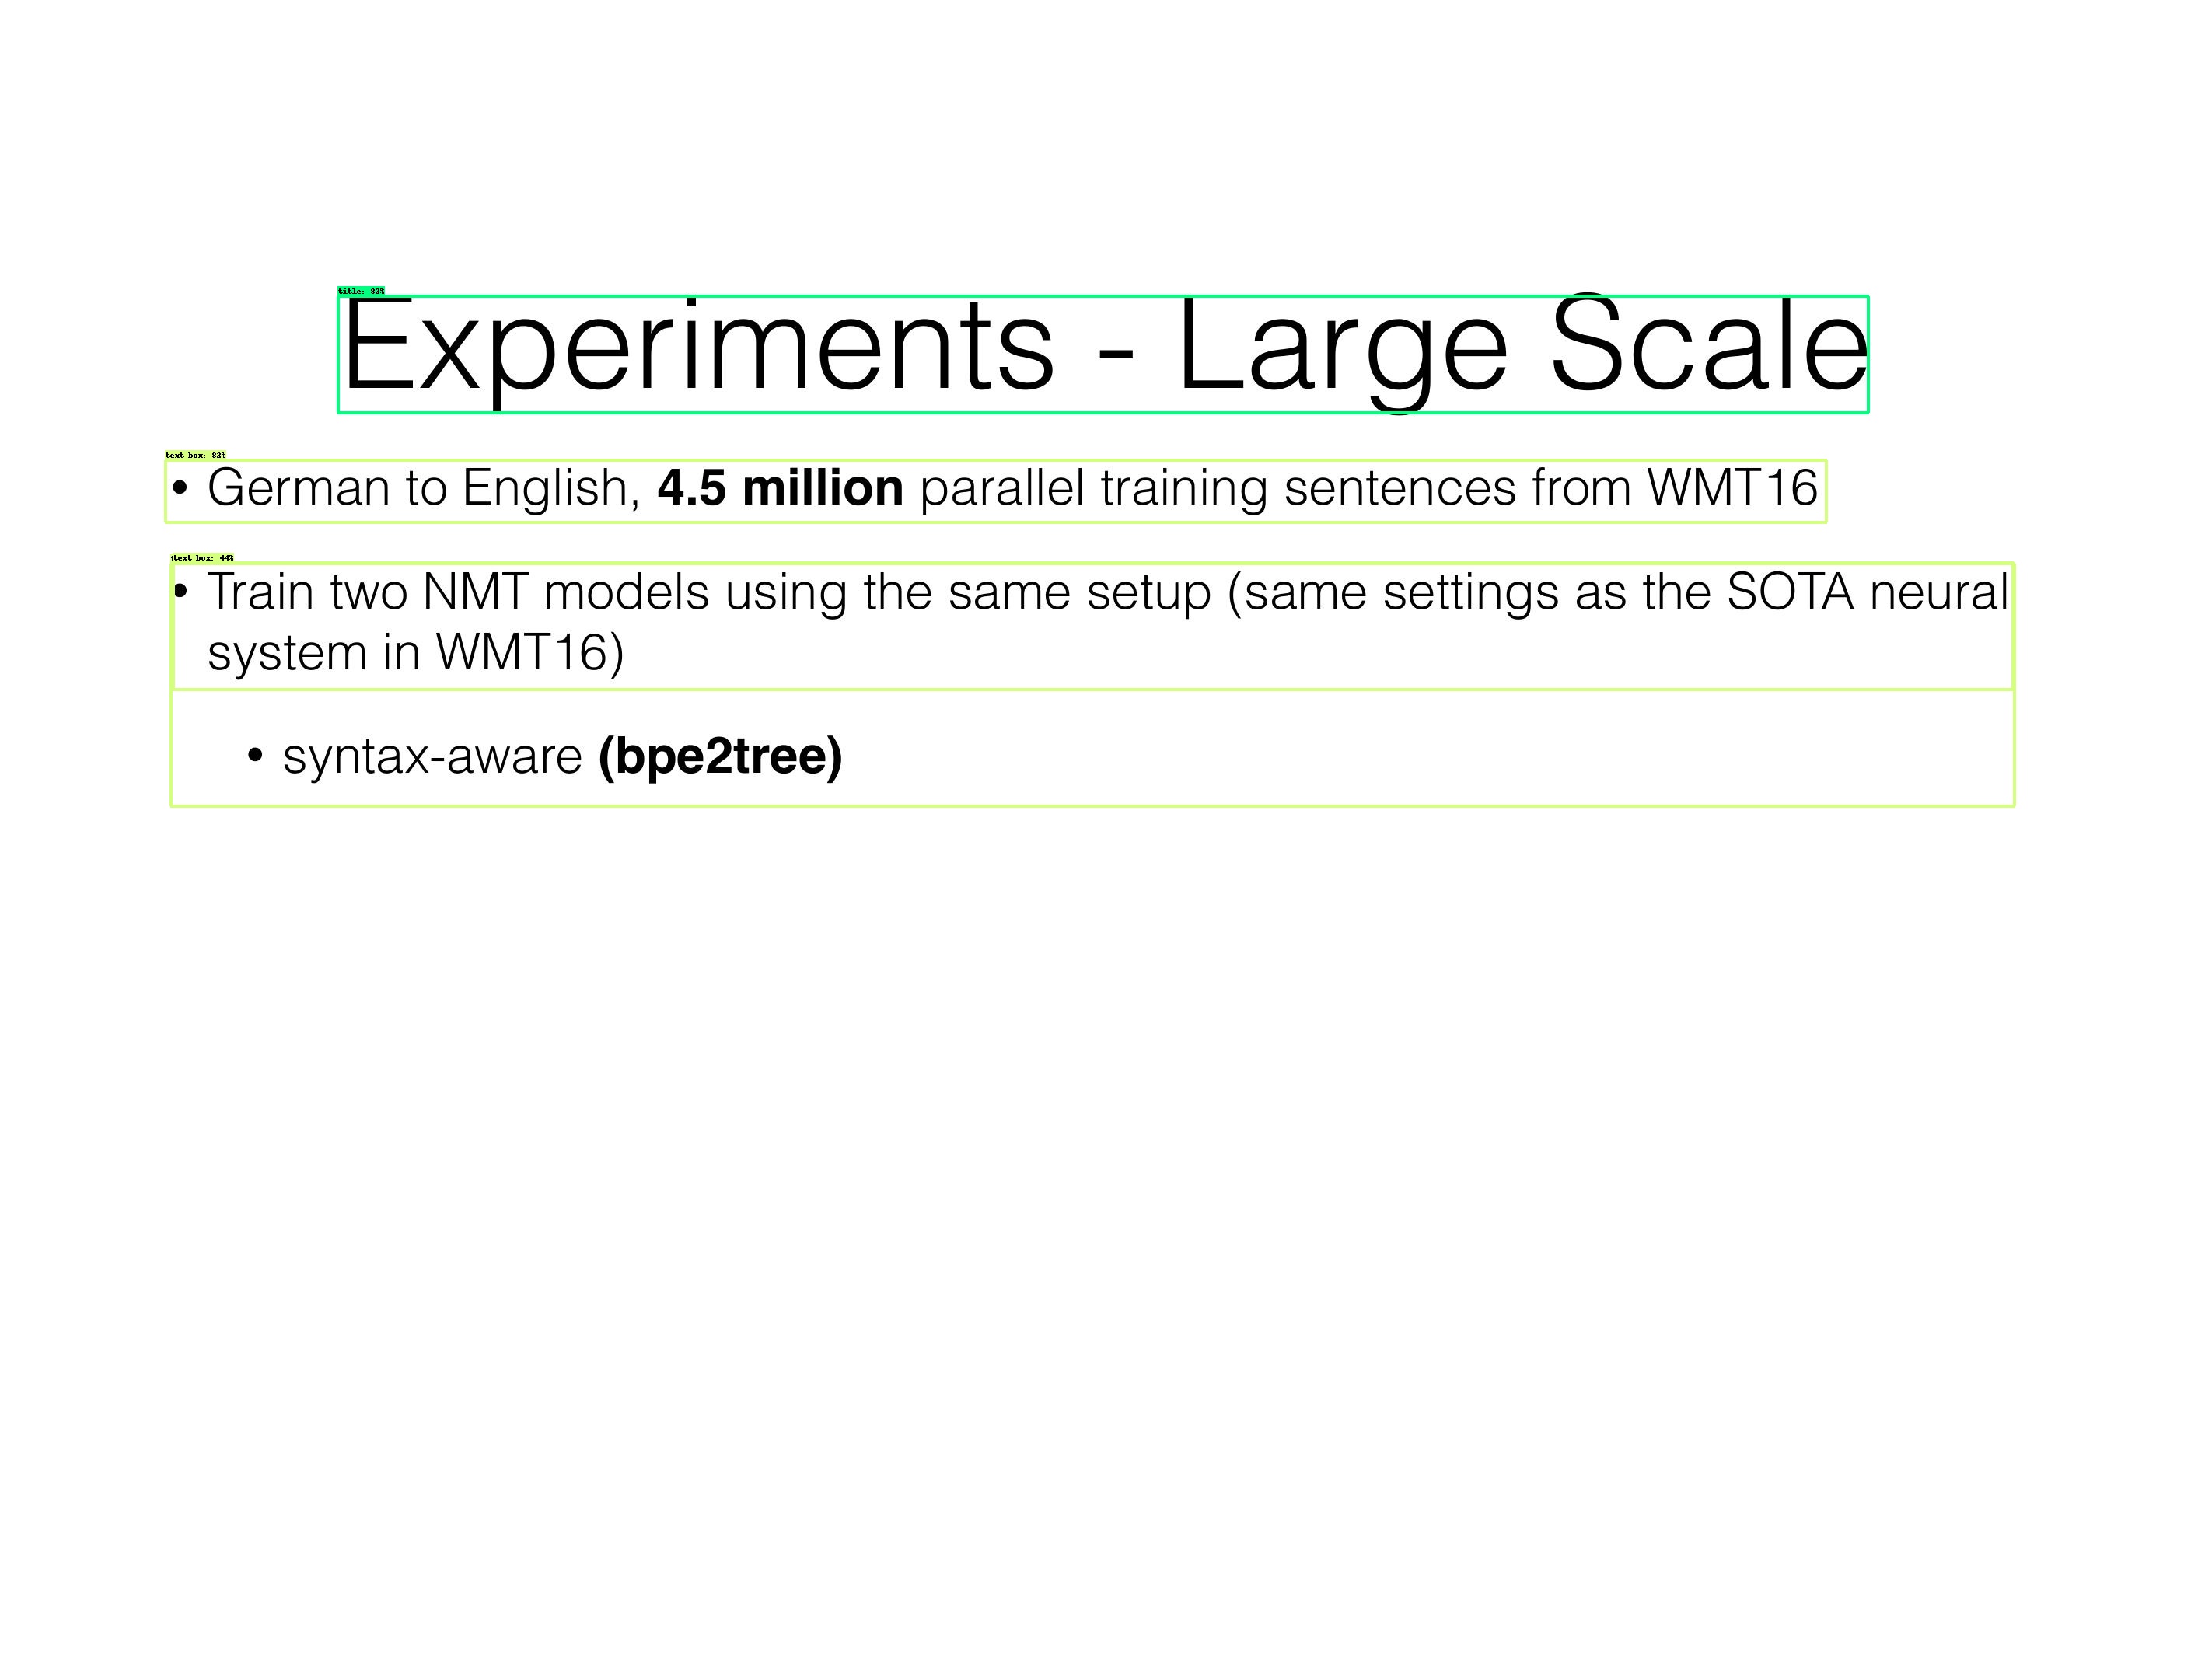 title: 82%
Experiments - Large Scale
text box: 82%
• German to English, 4.5 million parallel training sentences from WMT16
text box: 44%
• Train two NMT models using the same setup (same settings as the SOTA neural
system in WMT16)
• syntax-aware (bpe2tree)